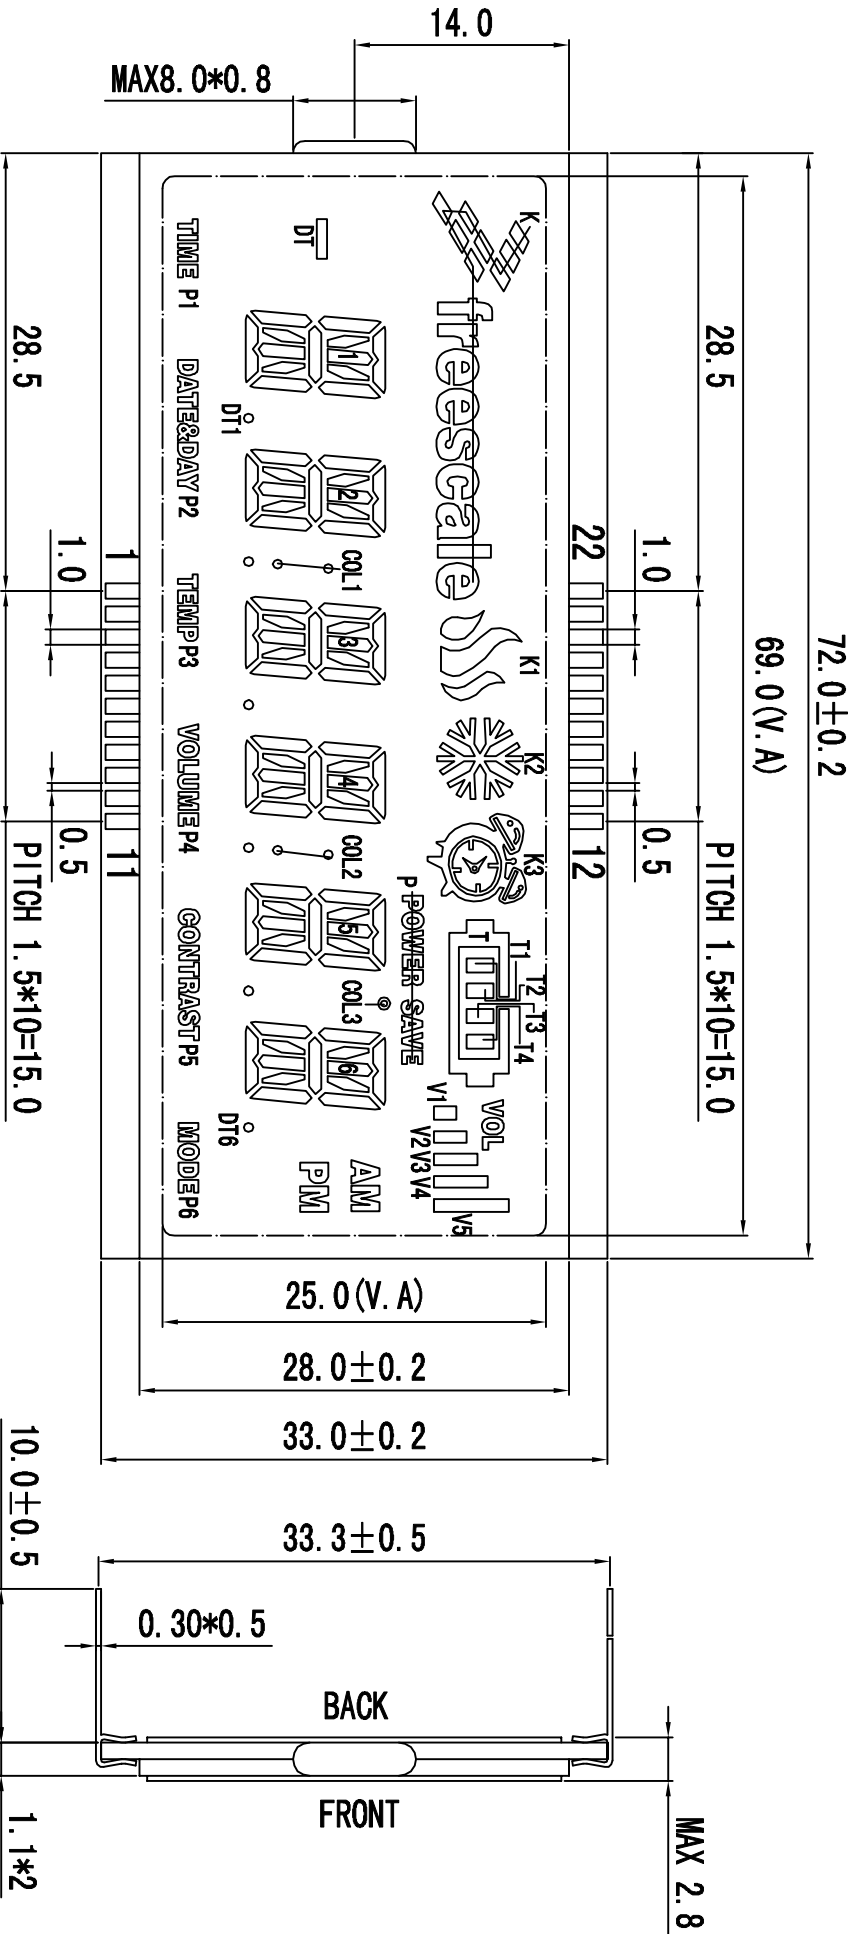 14.0
MAX8.0*0.8
72.0±0.2
69.0(V.A)
28.5
PITCH 1.5*10=15.0
1.0
0.5
22
12
K
freescale
K1
K2
K3
T
T1
T2
T3
T4
VOL
V1
V2
V3
V4
V5
P
POWER SAVE
DT
1
2
3
4
5
6
COL1
COL2
COL3
AM
PM
DT1
DT6
TIME P1
DATE&DAY P2
TEMP P3
VOLUME P4
CONTRAST P5
MODE P6
1
11
1.0
0.5
28.5
PITCH 1.5*10=15.0
25.0(V.A)
28.0±0.2
33.0±0.2
33.3±0.5
10.0±0.5
0.30*0.5
BACK
FRONT
MAX 2.8
1.1*2